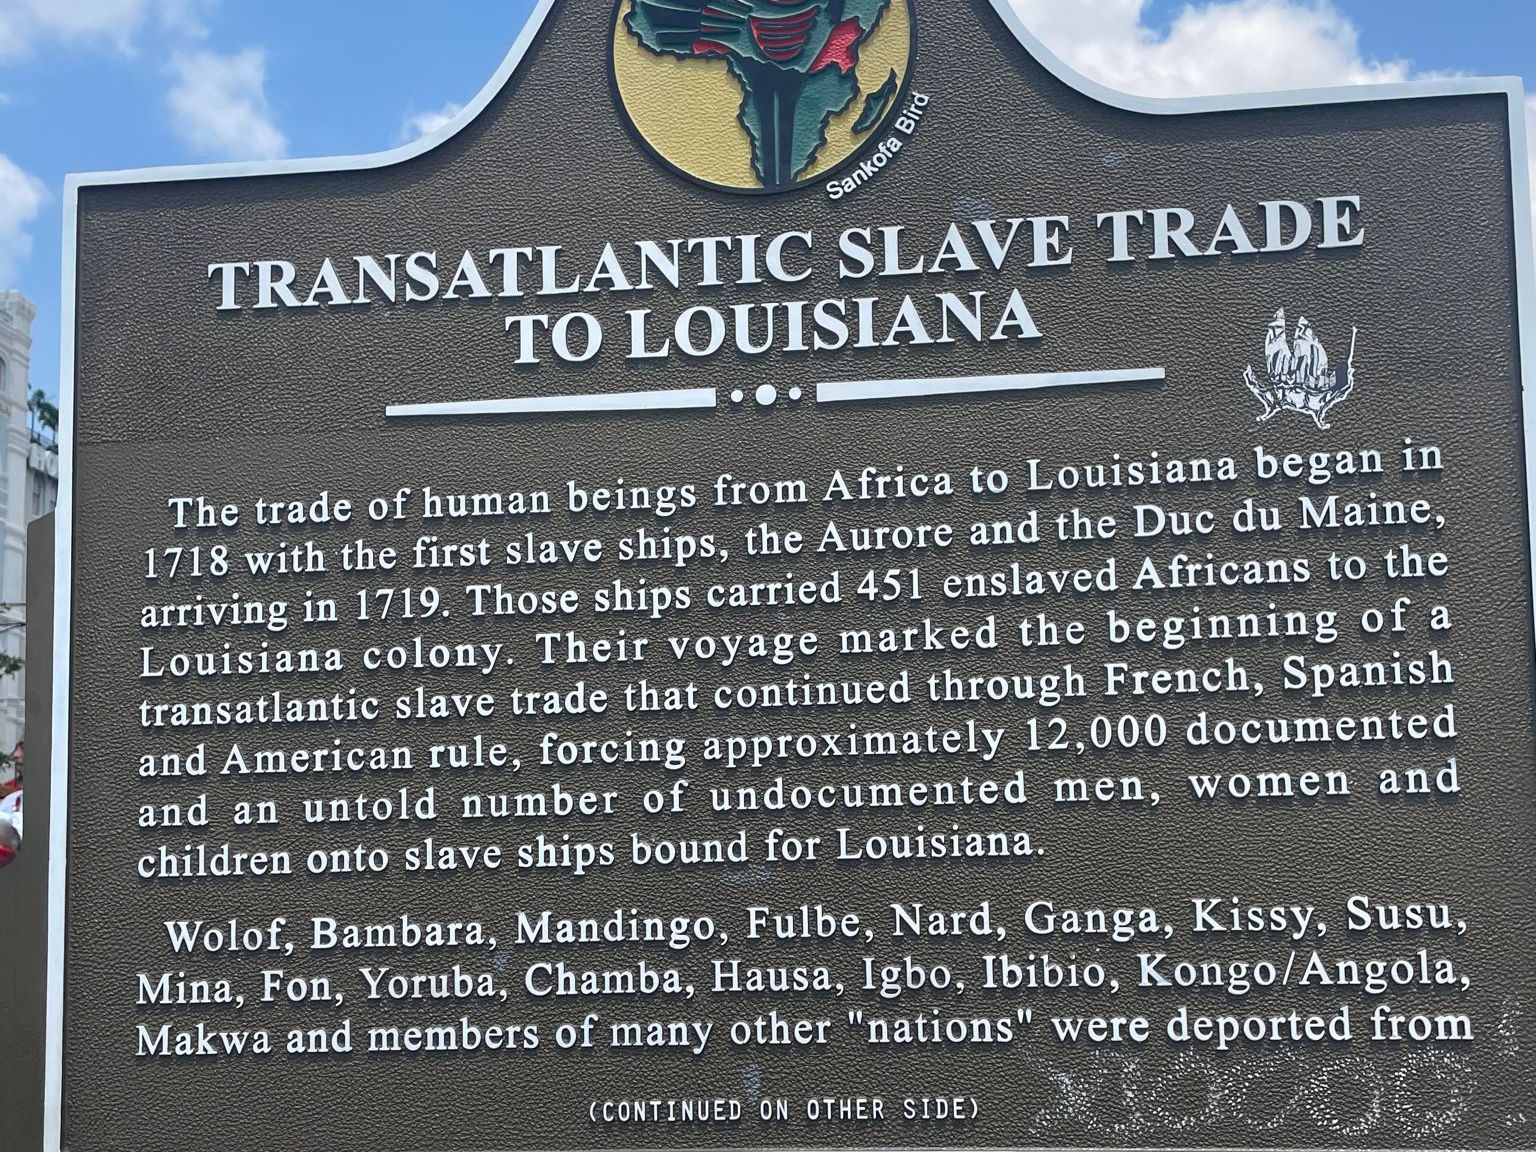 Sankofa Bird
TRANSATLANTIC SLAVE TRADE
TO LOUISIANA
The trade of human beings from Africa to Louisiana began in
1718 with the first slave ships, the Aurore and the Duc du Maine,
arriving in 1719. Those ships carried 451 enslaved Africans to the
Louisiana colony. Their voyage marked the beginning of a
transatlantic slave trade that continued through French, Spanish
and American rule, forcing approximately 12,000 documented
and an untold number of undocumented men, women and
children onto slave ships bound for Louisiana.
Wolof, Bambara, Mandingo, Fulbe, Nard, Ganga, Kissy, Susu,
Mina, Fon, Yoruba, Chamba, Hausa, Igbo, Ibibio, Kongo/Angola,
Makwa and members of many other "nations" were deported from
(CONTINUED ON OTHER SIDE)